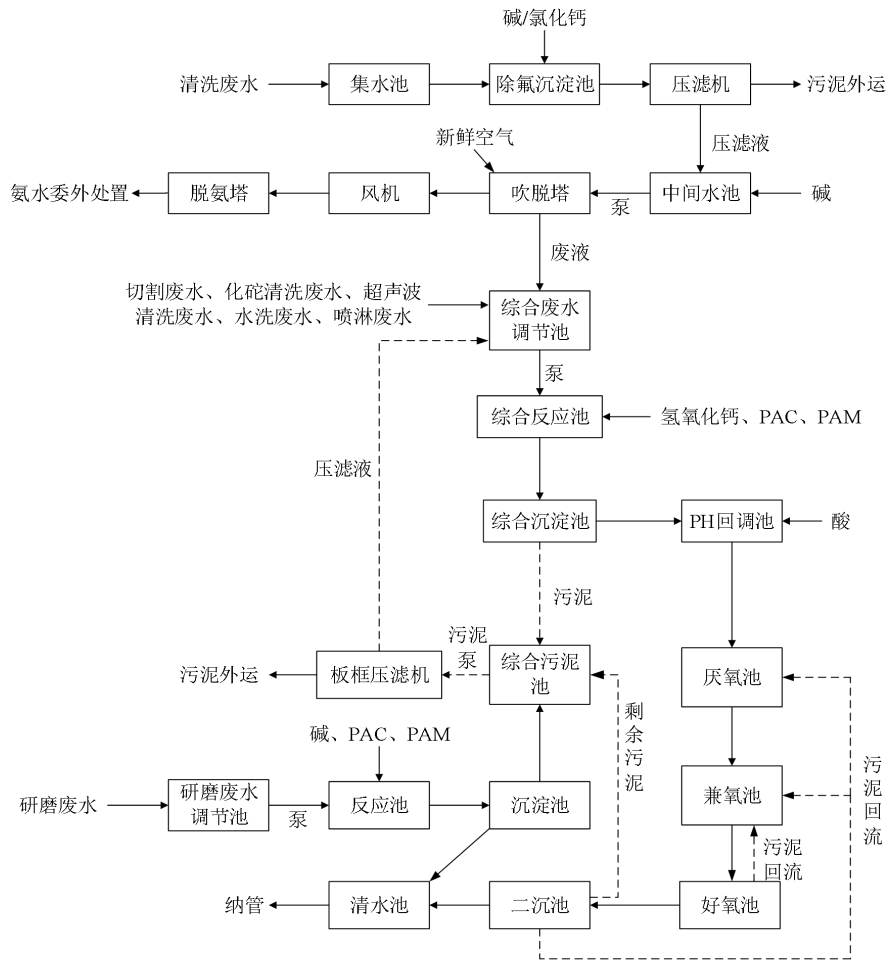 碱/氯化钙
清洗废水
集水池
除氟沉淀池
压滤机
污泥外运
新鲜空气
压滤液
氨水委外处置
脱氨塔
风机
吹脱塔
泵
中间水池
碱
废液
切割废水、化砣清洗废水、超声波
清洗废水、水洗废水、喷淋废水
综合废水
调节池
泵
综合反应池
氢氧化钙、PAC、PAM
压滤液
综合沉淀池
PH回调池
酸
污泥
污泥外运
板框压滤机
污泥
泵
综合污泥
池
厌氧池
剩余污泥
碱、PAC、PAM
研磨废水
研磨废水
调节池
泵
反应池
沉淀池
兼氧池
污泥回流
污泥
回流
纳管
清水池
二沉池
好氧池